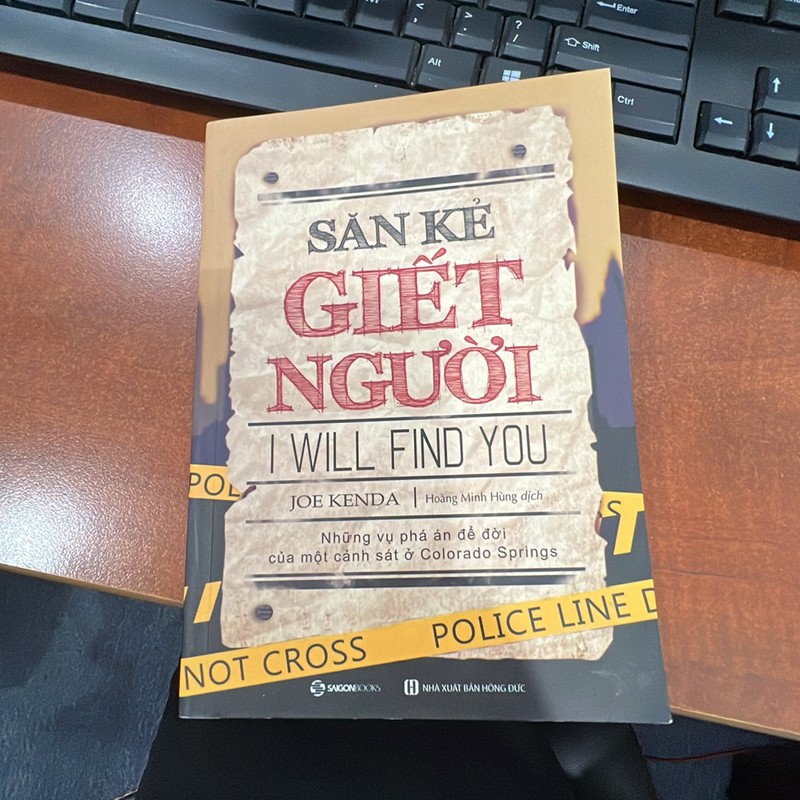 Enter
Shift
Alt
Ctrl
SĂN KẺ
GIẾT
NGƯỜI
I WILL FIND YOU
JOE KENDA | Hoàng Minh Hùng dịch
Những vụ phá án để đời
của một cảnh sát ở Colorado Springs
POL
NOT CROSS POLICE LINE D
SAIGONBOOKS NHÀ XUẤT BẢN HỒNG ĐỨC